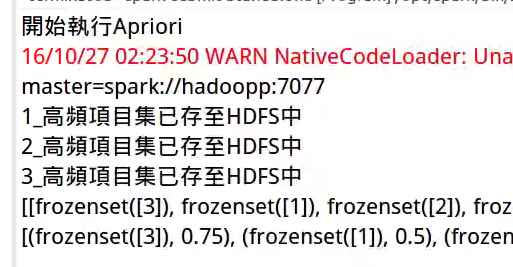 開始執行Apriori
16/10/27 02:23:50 WARN NativeCodeLoader: Una
master=spark://hadoopp:7077
1_高頻項目集已存至HDFS中
2_高頻項目集已存至HDFS中
3_高頻項目集已存至HDFS中
[[frozenset([3]), frozenset([1]), frozenset([2]), froz
[(frozenset([3]), 0.75), (frozenset([1]), 0.5), (frozen